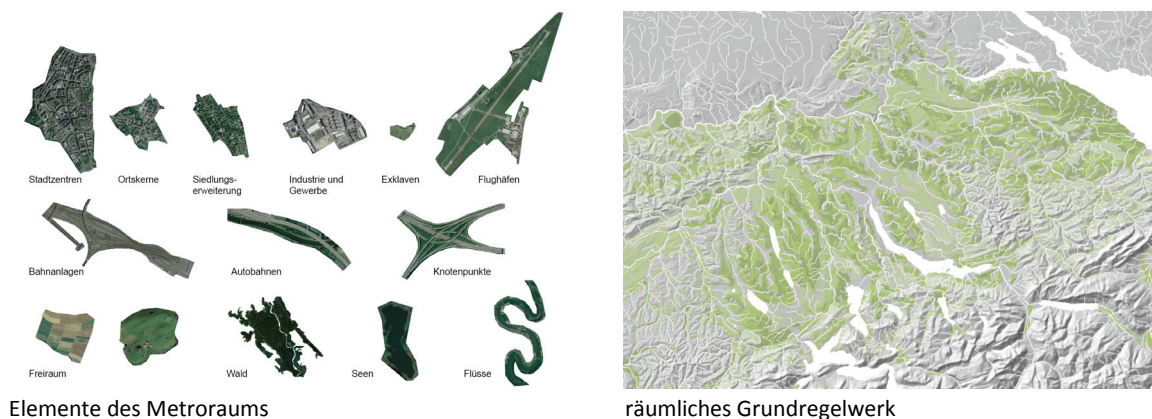 Stadtzentren
Ortskerne
Siedlungs-
erweiterung
Industrie und
Gewerbe
Exklaven
Flughäfen
Bahnanlagen
Autobahnen
Knotenpunkte
Freiraum
Wald
Seen
Flüsse
Elemente des Metroraums
räumliches Grundregelwerk